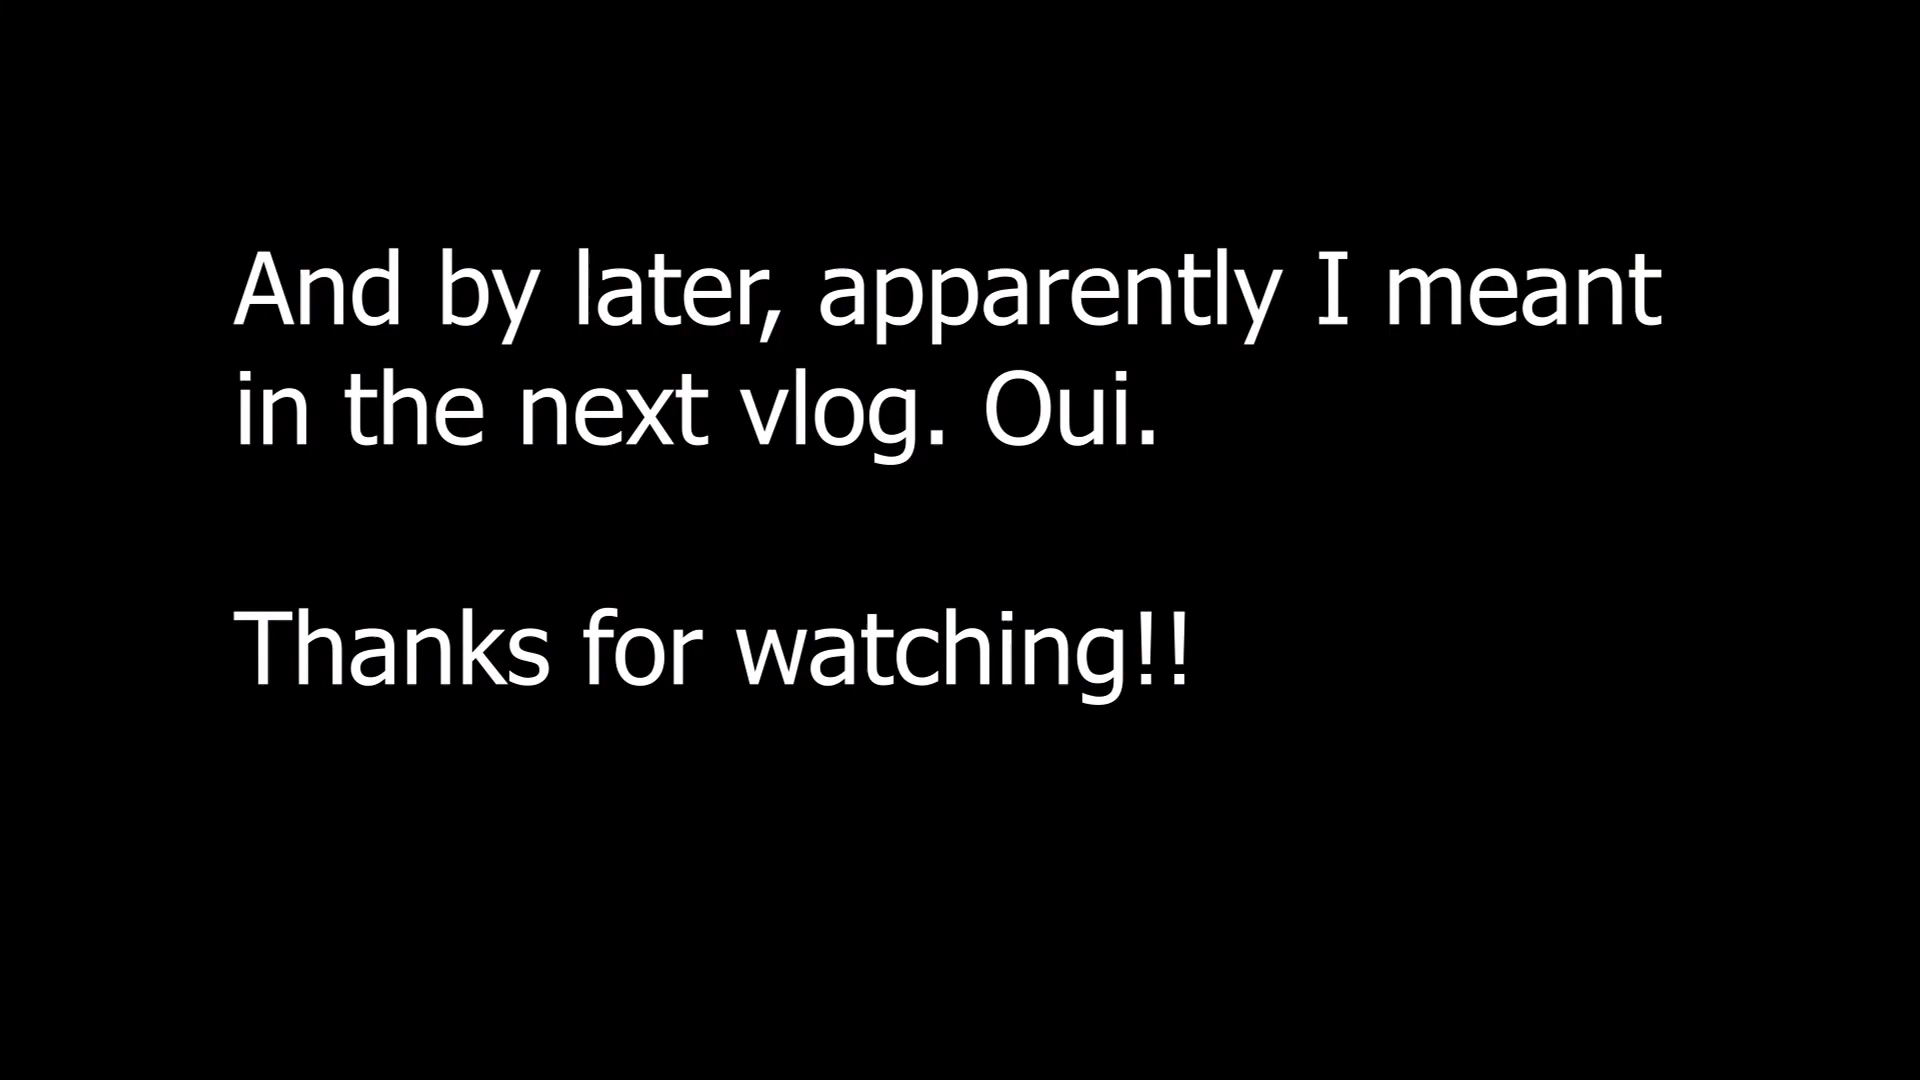 And by later, apparently I meant
in the next vlog. Oui.
Thanks for watching!!